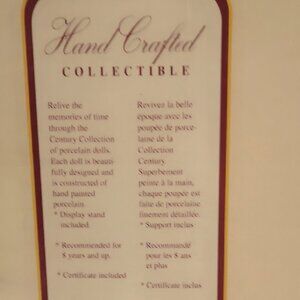 Hand Crafted
COLLECTIBLE
Relive the
memories of time
through the
Century Collection
of porcelain dolls.
Each doll is beauti-
fully designed and
is constructed of
hand painted
porcelain.
* Display stand
included.
* Recommended for
8 years and up.
* Certificate included
Revivez la belle
époque avec les
poupée de porce-
laine de la
Collection
Century.
Superbement
peinte à la main,
chaque poupée est
faite de porcelaine
finement détaillée.
* Support inclus
* Recommandé
pour les 8 ans
et plus
* Certificate inclus